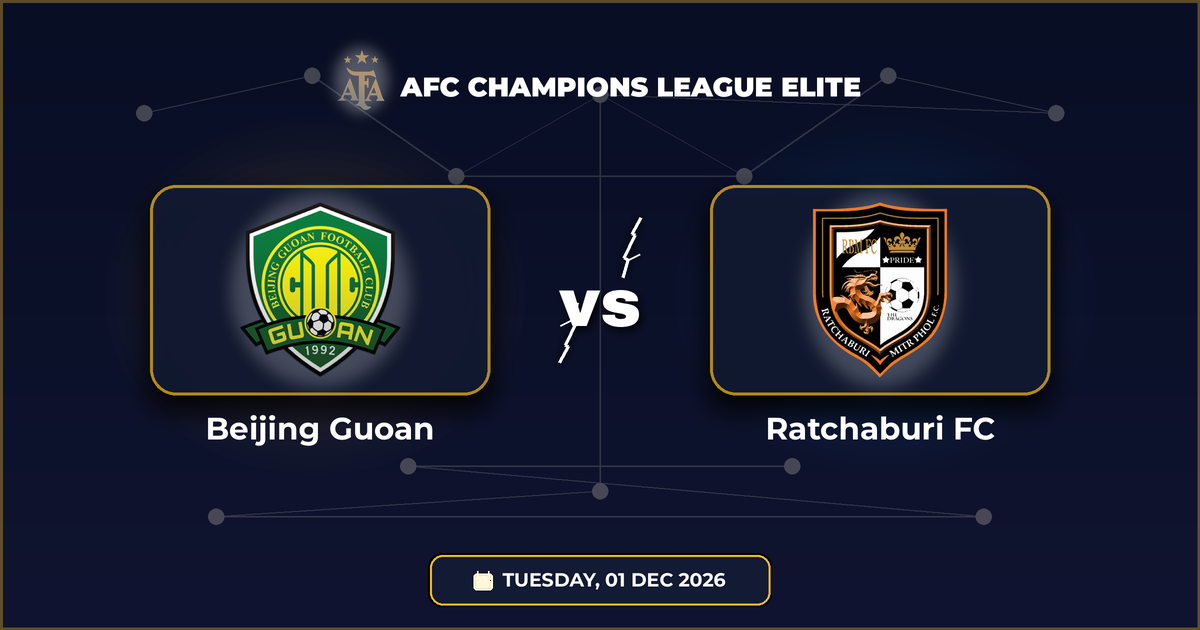 AFA
AFC CHAMPIONS LEAGUE ELITE
BEIJING GUOAN FOOTBALL CLUB
GUOAN
1992
VS
RBM FC
PRIDE
THE
DRAGONS
RATCHABURI MITR PHOL F.C.
Beijing Guoan
Ratchaburi FC
TUESDAY, 01 DEC 2026